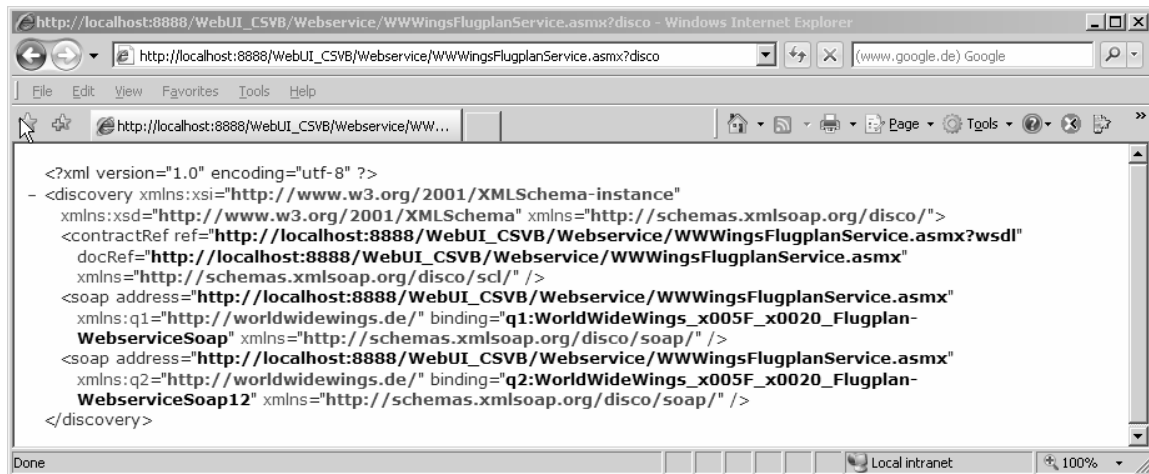 http://localhost:8888/WebUI_CSVB/Webservice/WWWingsFlugplanService.asmx?disco - Windows Internet Explorer
http://localhost:8888/WebUI_CSVB/Webservice/WWWingsFlugplanService.asmx?disco (www.google.de) Google
File Edit View Favorites Tools Help
http://localhost:8888/WebUI_CSVB/Webservice/WW... Page Tools »
<?xml version="1.0" encoding="utf-8" ?>
- <discovery xmlns:xsi="http://www.w3.org/2001/XMLSchema-instance"
xmlns:xsd="http://www.w3.org/2001/XMLSchema" xmlns="http://schemas.xmlsoap.org/disco/">
<contractRef ref="http://localhost:8888/WebUI_CSVB/Webservice/WWWingsFlugplanService.asmx?wsdl"
docRef="http://localhost:8888/WebUI_CSVB/Webservice/WWWingsFlugplanService.asmx"
xmlns="http://schemas.xmlsoap.org/disco/scl/" />
<soap address="http://localhost:8888/WebUI_CSVB/Webservice/WWWingsFlugplanService.asmx"
xmlns:q1="http://worldwidewings.de/" binding="q1:WorldWideWings_x005F_x0020_Flugplan-
WebserviceSoap" xmlns="http://schemas.xmlsoap.org/disco/soap/" />
<soap address="http://localhost:8888/WebUI_CSVB/Webservice/WWWingsFlugplanService.asmx"
xmlns:q2="http://worldwidewings.de/" binding="q2:WorldWideWings_x005F_x0020_Flugplan-
WebserviceSoap12" xmlns="http://schemas.xmlsoap.org/disco/soap/" />
</discovery>
Done Local intranet 100%